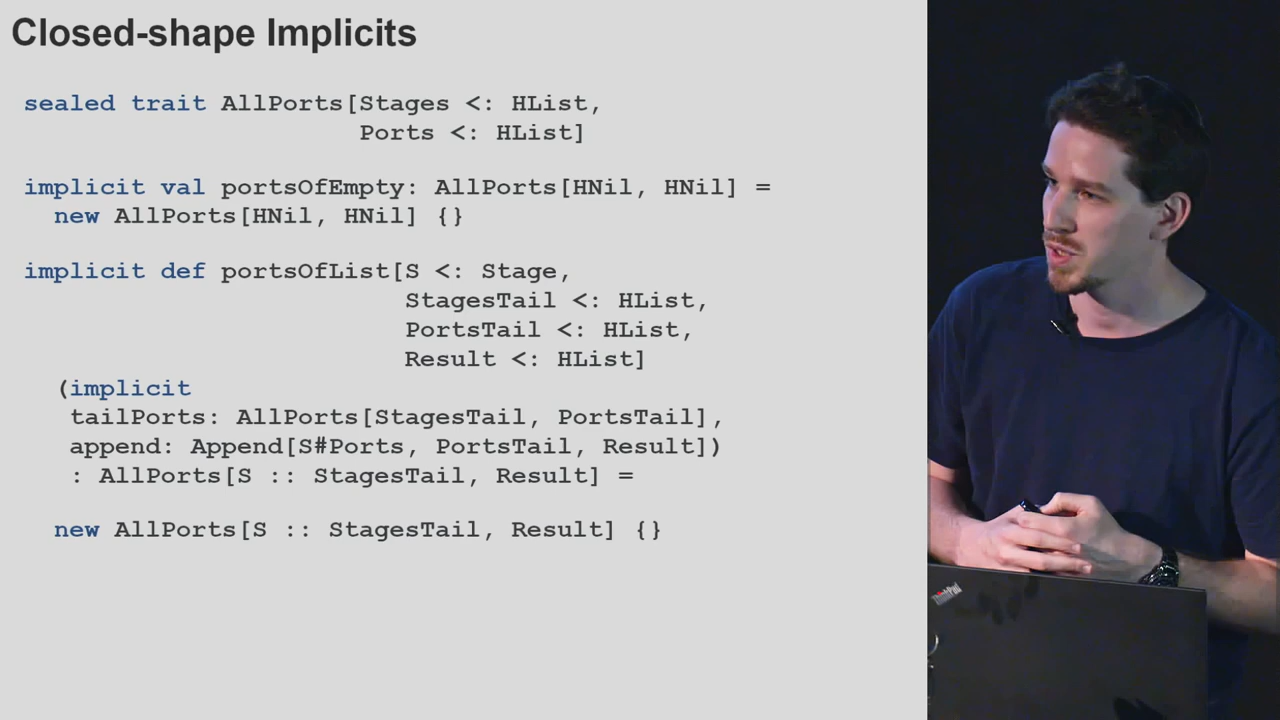 Closed-shape Implicits
sealed trait AllPorts[Stages <: HList,
Ports <: HList]
implicit val portsOfEmpty: AllPorts[HNil, HNil] =
new AllPorts[HNil, HNil] {}
implicit def portsOfList[S <: Stage,
StagesTail <: HList,
PortsTail <: HList,
Result <: HList]
(implicit
tailPorts: AllPorts[StagesTail, PortsTail],
append: Append[S#Ports, PortsTail, Result])
: AllPorts[S :: StagesTail, Result] =
new AllPorts[S :: StagesTail, Result] {}
ThinkPad